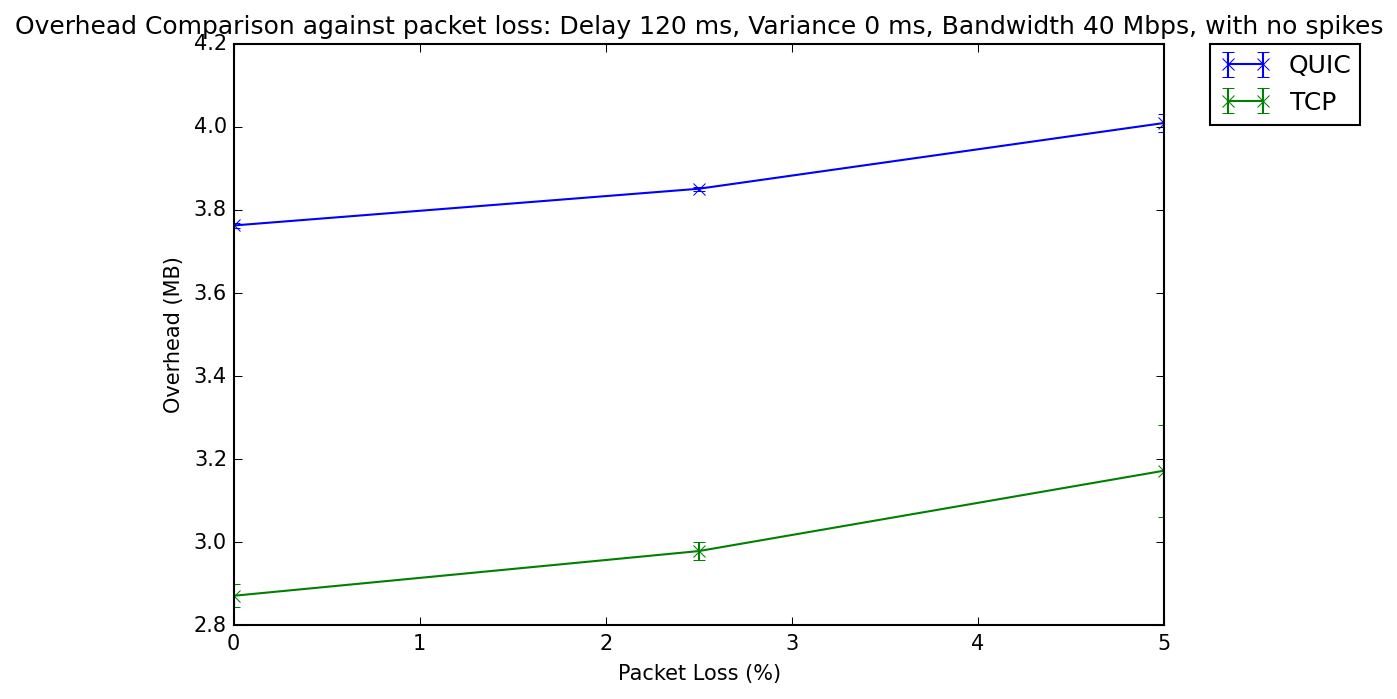 Overhead Comparison against packet loss: Delay 120 ms, Variance 0 ms, Bandwidth 40 Mbps, with no spikes
QUIC
TCP
4.2
4.0
3.8
3.6
3.4
3.2
3.0
2.8
Overhead (MB)
0 1 2 3 4 5
Packet Loss (%)